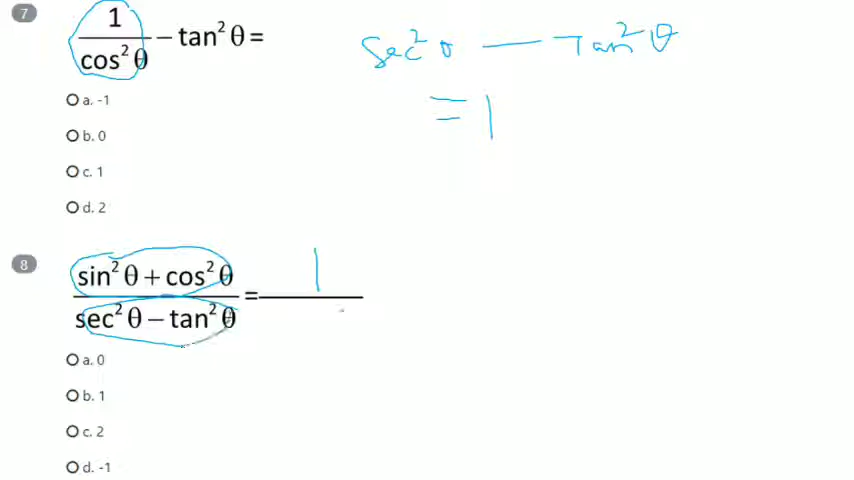 7
1/cos²θ − tan²θ =
sec²θ — Tan²θ
= 1
a. -1
b. 0
c. 1
d. 2
8
sin²θ + cos²θ / sec²θ − tan²θ = 1
a. 0
b. 1
c. 2
d. -1